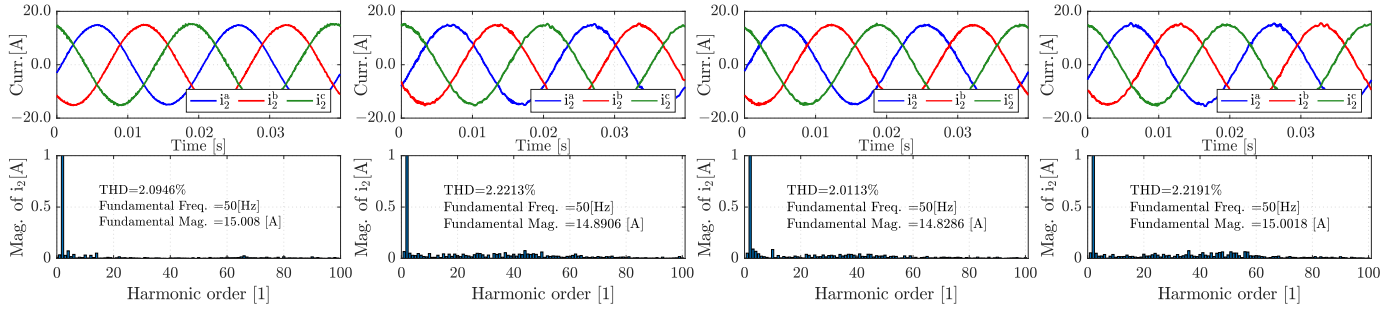 Curr.[A]
20.0
0.0
−20.0
i₂ᵃ i₂ᵇ i₂ᶜ
0 0.01 0.02 0.03
Time [s]
Mag. of i₂[A]
1
0.5
0
THD=2.0946%
Fundamental Freq. =50[Hz]
Fundamental Mag. =15.008 [A]
0 20 40 60 80 100
Harmonic order [1]
Curr.[A]
20.0
0.0
−20.0
i₂ᵃ i₂ᵇ i₂ᶜ
0 0.01 0.02 0.03
Time [s]
Mag. of i₂[A]
1
0.5
0
THD=2.2213%
Fundamental Freq. =50[Hz]
Fundamental Mag. =14.8906 [A]
0 20 40 60 80 100
Harmonic order [1]
Curr.[A]
20.0
0.0
−20.0
i₂ᵃ i₂ᵇ i₂ᶜ
0 0.01 0.02 0.03
Time [s]
Mag. of i₂[A]
1
0.5
0
THD=2.0113%
Fundamental Freq. =50[Hz]
Fundamental Mag. =14.8286 [A]
0 20 40 60 80 100
Harmonic order [1]
Curr.[A]
20.0
0.0
−20.0
i₂ᵃ i₂ᵇ i₂ᶜ
0 0.01 0.02 0.03
Time [s]
Mag. of i₂[A]
1
0.5
0
THD=2.2191%
Fundamental Freq. =50[Hz]
Fundamental Mag. =15.0018 [A]
0 20 40 60 80 100
Harmonic order [1]